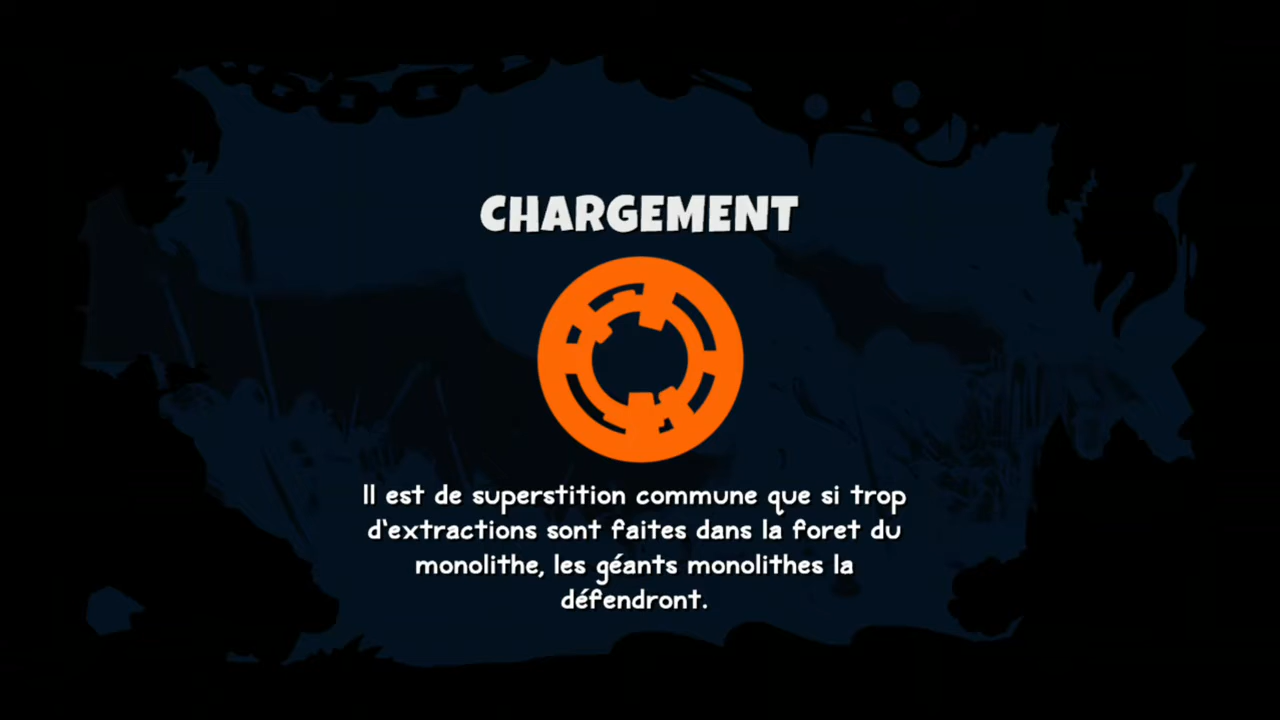 CHARGEMENT
Il est de superstition commune que si trop
d'extractions sont faites dans la foret du
monolithe, les géants monolithes la
défendront.